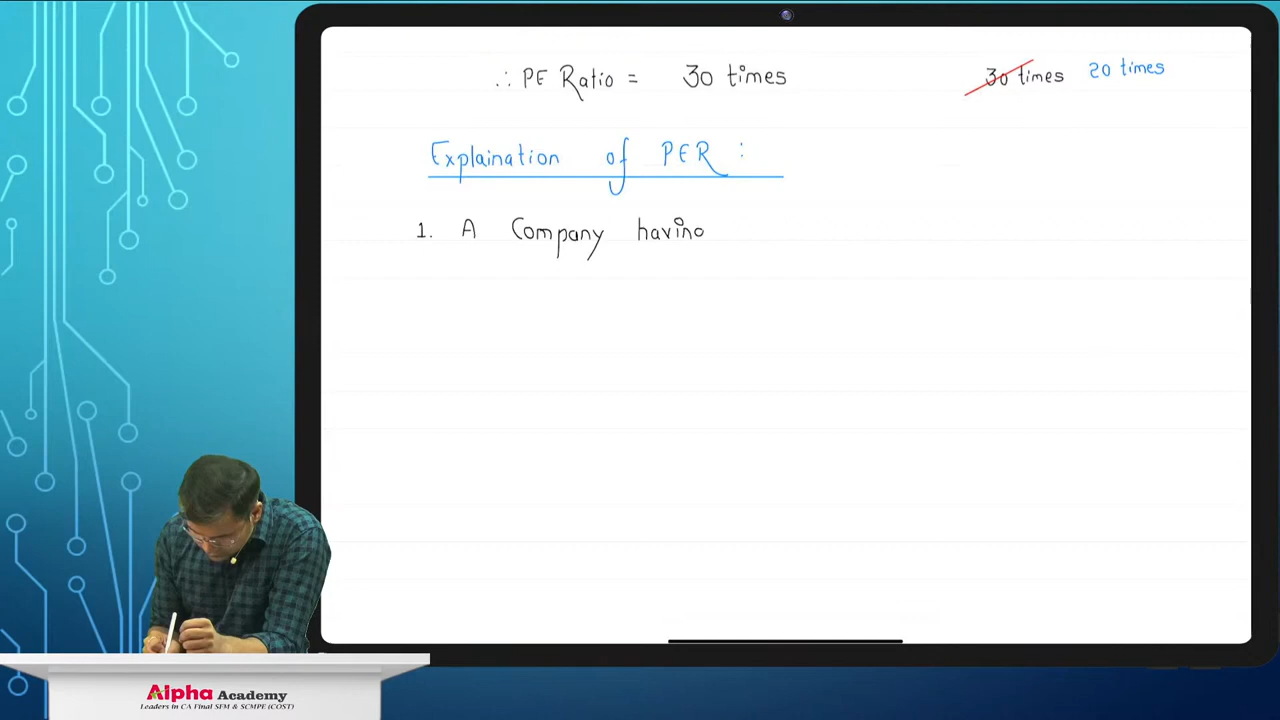 ∴ PE Ratio = 30 times 30 times 20 times
Explaination of PER :
1. A Company havino
Alpha Academy
Leaders in CA Final SFM & SCMPE (COST)